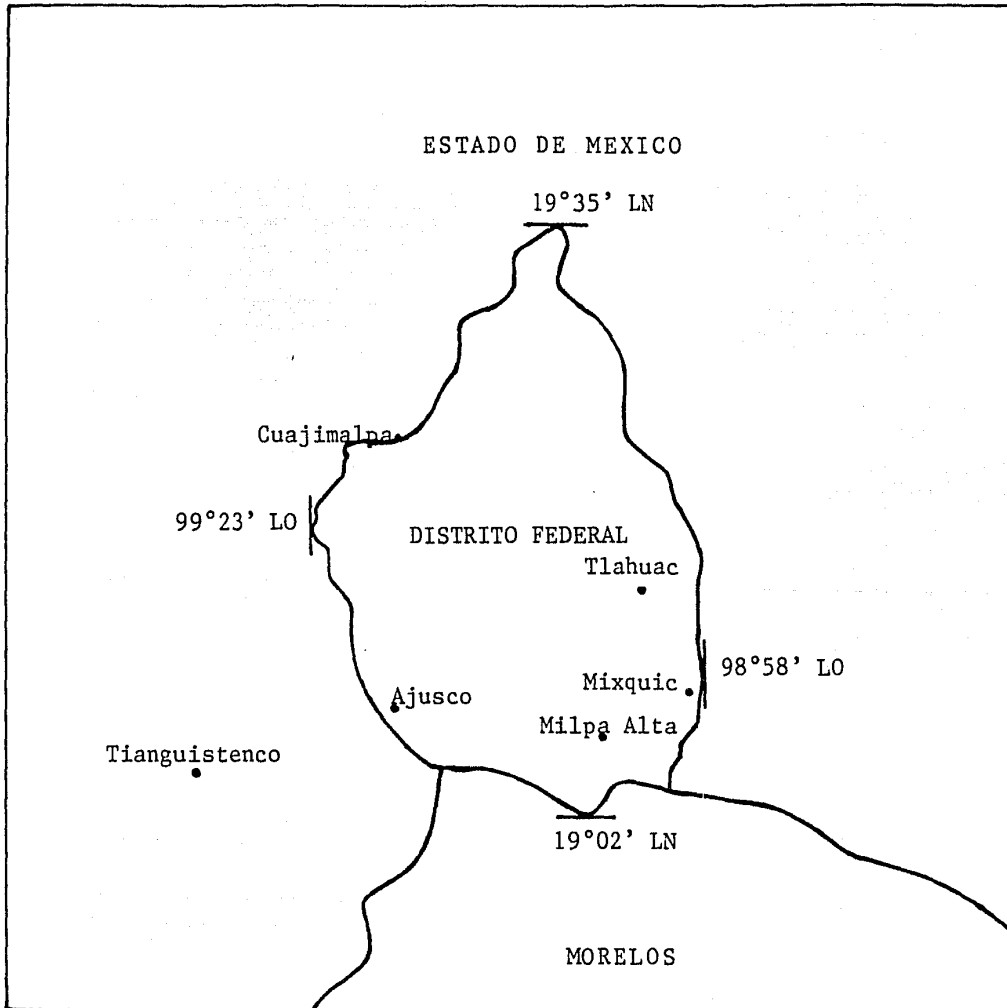 ESTADO DE MEXICO
19°35' LN
Cuajimalpa
99°23' LO
DISTRITO FEDERAL
Tlahuac
98°58' LO
Mixquic
Ajusco
Milpa Alta
Tianguistenco
19°02' LN
MORELOS